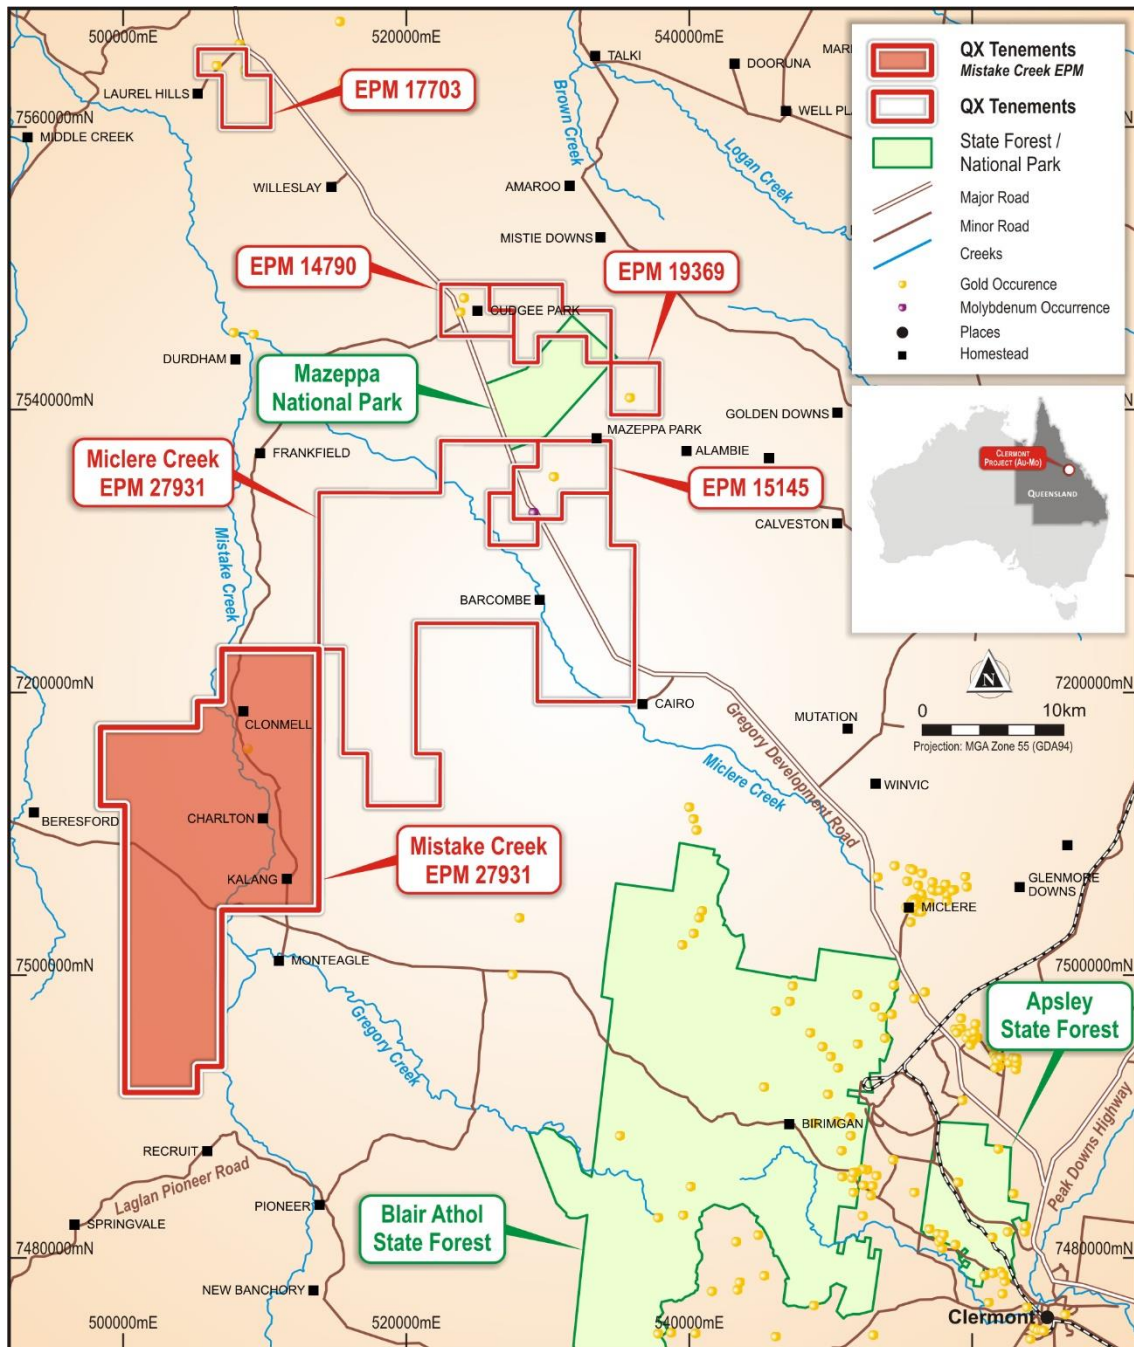 500000mE
520000mE
540000mE
TALKI
DOORUNA
WELL PLA
LAUREL HILLS
EPM 17703
7560000mN
MIDDLE CREEK
Brown Creek
Logan Creek
WILLESLAY
AMAROO
MISTIE DOWNS
QX Tenements
Mistake Creek EPM
QX Tenements
State Forest /
National Park
Major Road
Minor Road
Creeks
Gold Occurence
Molybdenum Occurrence
Places
Homestead
EPM 14790
EPM 19369
CUDGEE PARK
DURDHAM
Mazeppa
National Park
7540000mN
GOLDEN DOWNS
MAZEPPA PARK
ALAMBIE
FRANKFIELD
Miclere Creek
EPM 27931
EPM 15145
CALVESTON
CLERMONT
PROJECT (AU-MO)
QUEENSLAND
Mistake Creek
BARCOMBE
7200000mN
7200000mN
N
0
10km
Projection: MGA Zone 55 (GDA94)
CAIRO
CLONMELL
MUTATION
Gregory Development Road
Miclere Creek
WINVIC
BERESFORD
CHARLTON
Mistake Creek
EPM 27931
KALANG
GLENMORE
DOWNS
MICLERE
MONTEAGLE
7500000mN
7500000mN
Gregory Creek
Apsley
State Forest
BIRIMGAN
Peak Downs Highway
RECRUIT
Laglan Pioneer Road
PIONEER
SPRINGVALE
Blair Athol
State Forest
7480000mN
7480000mN
NEW BANCHORY
Clermont
500000mE
520000mE
540000mE